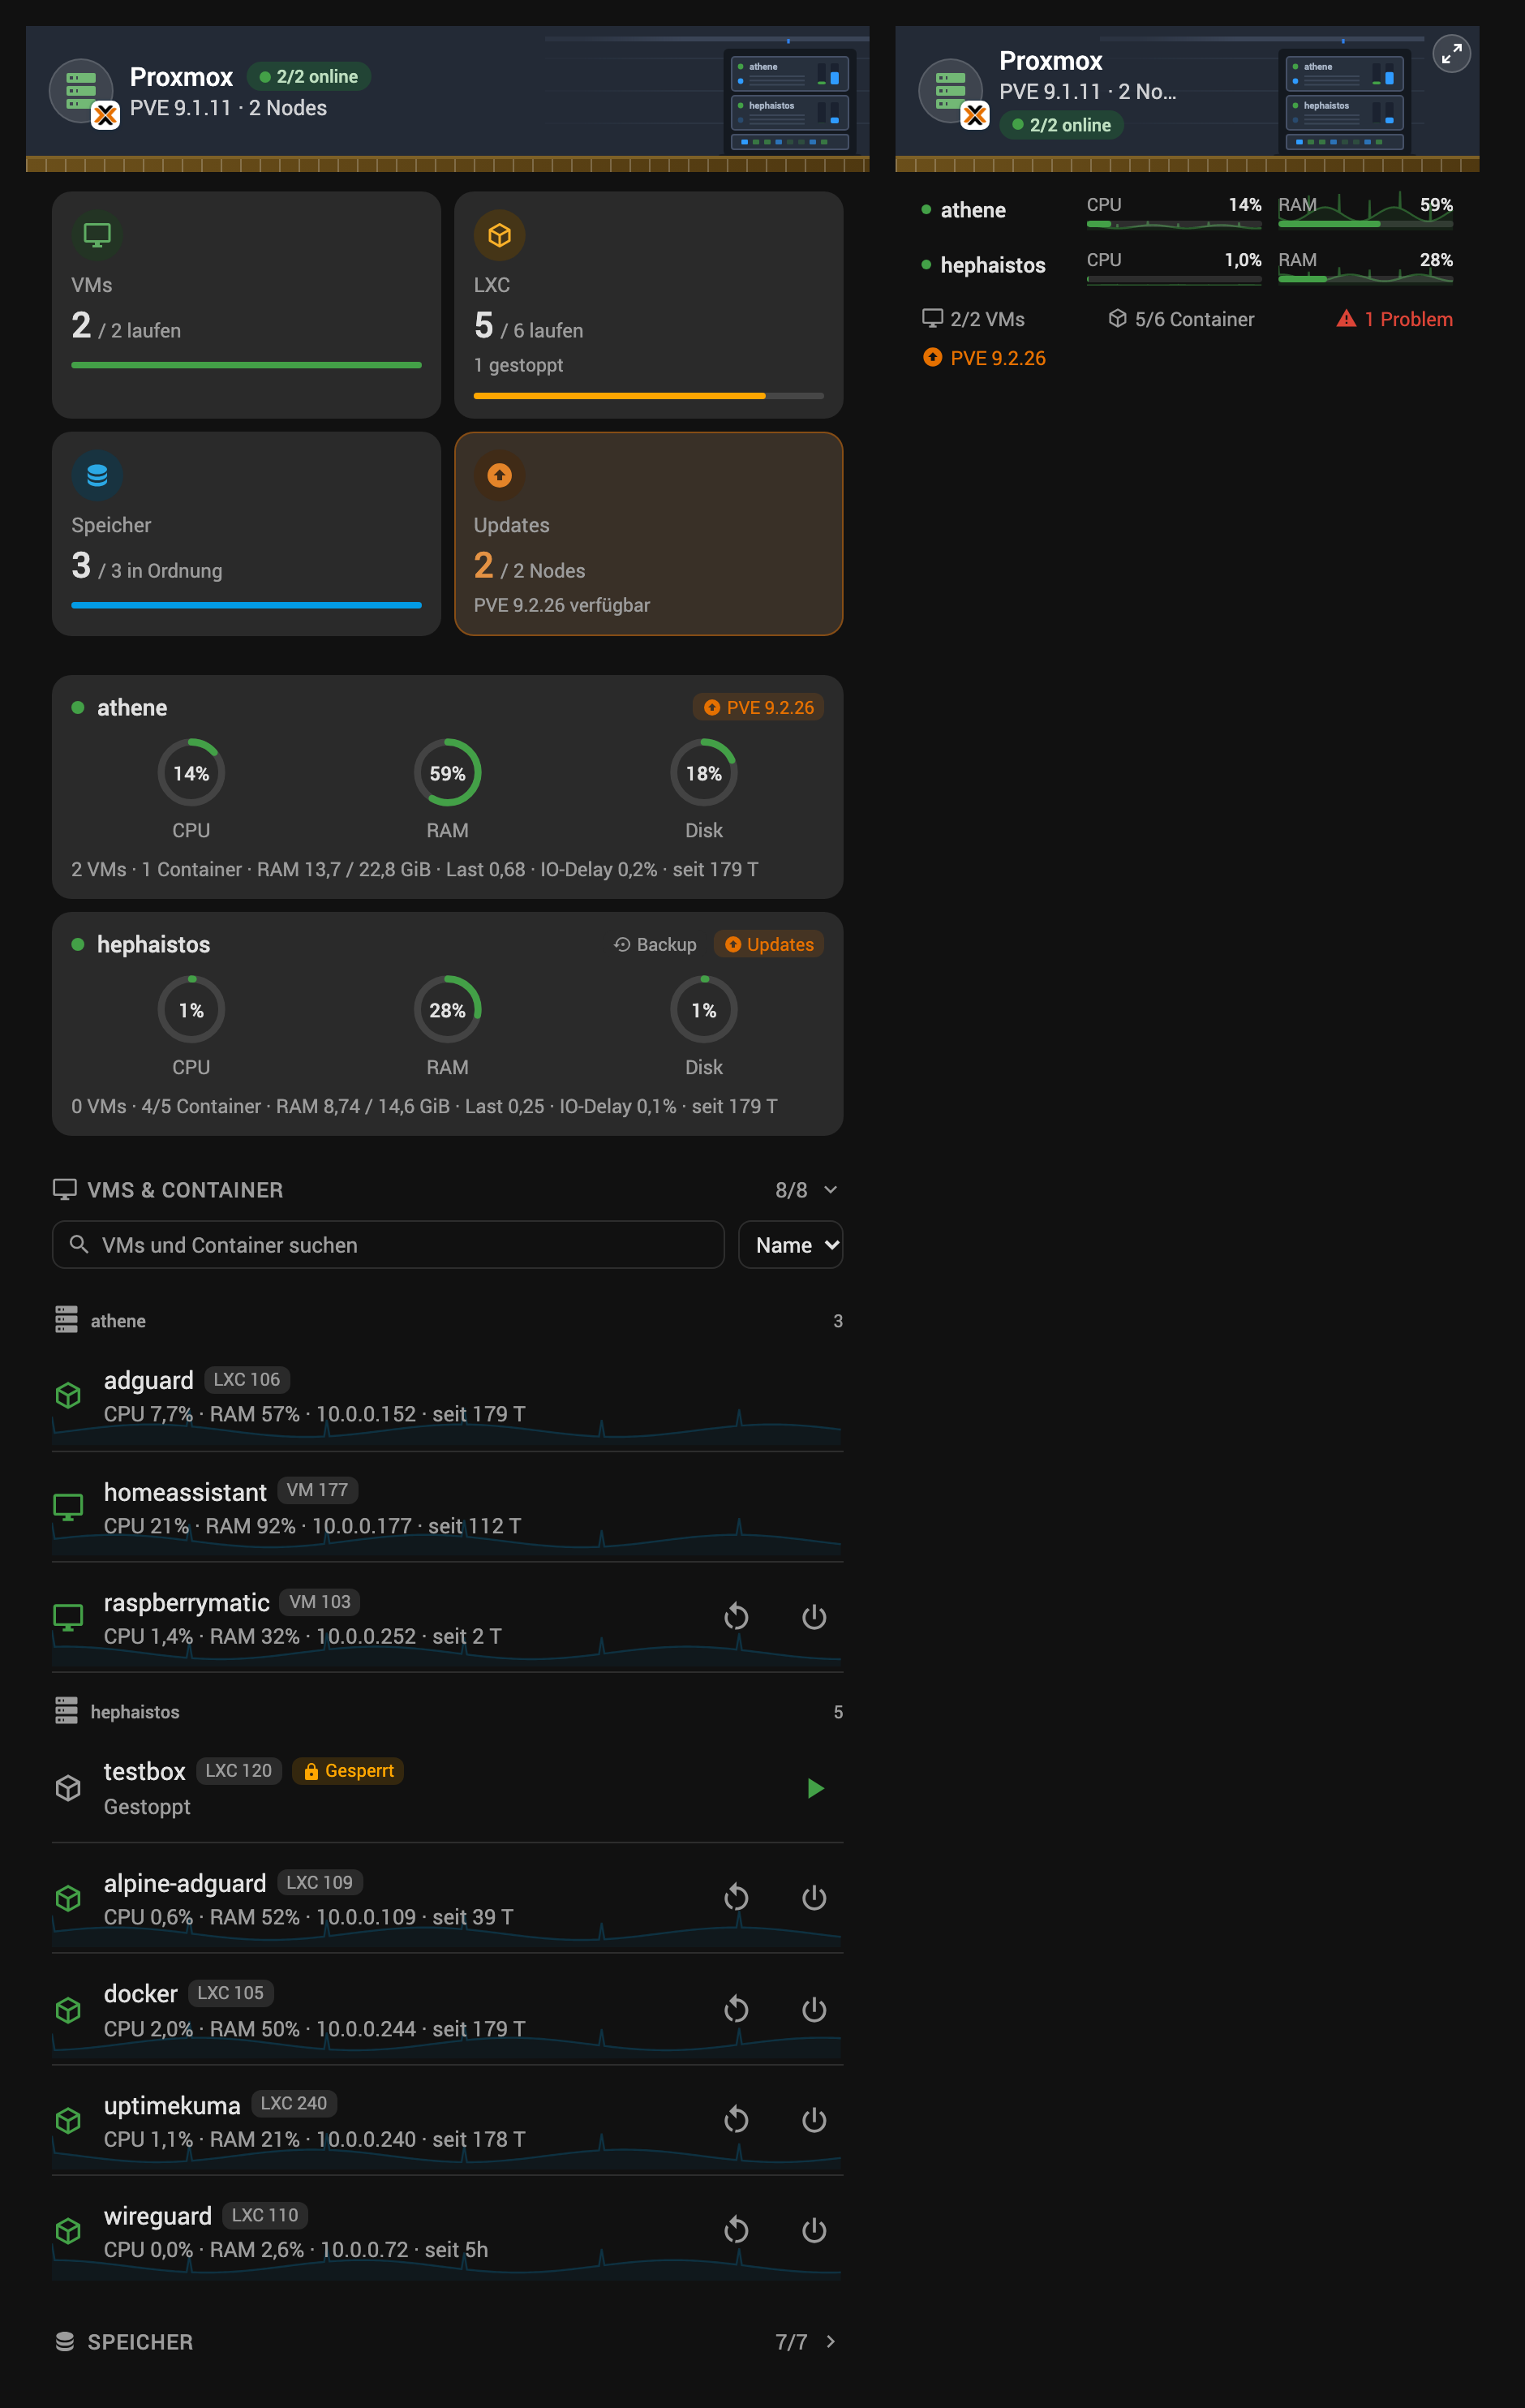 Proxmox 2/2 online
PVE 9.1.11 · 2 Nodes
athene
hephaistos
VMs
2 / 2 laufen
LXC
5 / 6 laufen
1 gestoppt
Speicher
3 / 3 in Ordnung
Updates
2 / 2 Nodes
PVE 9.2.26 verfügbar
athene PVE 9.2.26
14% 59% 18%
CPU RAM Disk
2 VMs · 1 Container · RAM 13,7 / 22,8 GiB · Last 0,68 · IO-Delay 0,2% · seit 179 T
hephaistos Backup Updates
1% 28% 1%
CPU RAM Disk
0 VMs · 4/5 Container · RAM 8,74 / 14,6 GiB · Last 0,25 · IO-Delay 0,1% · seit 179 T
VMS & CONTAINER 8/8
VMs und Container suchen Name
athene 3
adguard LXC 106
CPU 7,7% · RAM 57% · 10.0.0.152 · seit 179 T
homeassistant VM 177
CPU 21% · RAM 92% · 10.0.0.177 · seit 112 T
raspberrymatic VM 103
CPU 1,4% · RAM 32% · 10.0.0.252 · seit 2 T
hephaistos 5
testbox LXC 120 Gesperrt
Gestoppt
alpine-adguard LXC 109
CPU 0,6% · RAM 52% · 10.0.0.109 · seit 39 T
docker LXC 105
CPU 2,0% · RAM 50% · 10.0.0.244 · seit 179 T
uptimekuma LXC 240
CPU 1,1% · RAM 21% · 10.0.0.240 · seit 178 T
wireguard LXC 110
CPU 0,0% · RAM 2,6% · 10.0.0.72 · seit 5h
SPEICHER 7/7
Proxmox
PVE 9.1.11 · 2 No...
2/2 online
athene
hephaistos
athene CPU 14% RAM 59%
hephaistos CPU 1,0% RAM 28%
2/2 VMs 5/6 Container 1 Problem
PVE 9.2.26